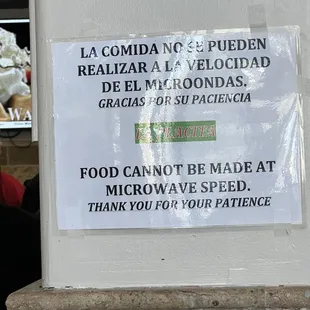 LA COMIDA NO SE PUEDEN
REALIZAR A LA VELOCIDAD
DE EL MICROONDAS.
GRACIAS POR SU PACIENCIA
FOOD CANNOT BE MADE AT
MICROWAVE SPEED.
THANK YOU FOR YOUR PATIENCE